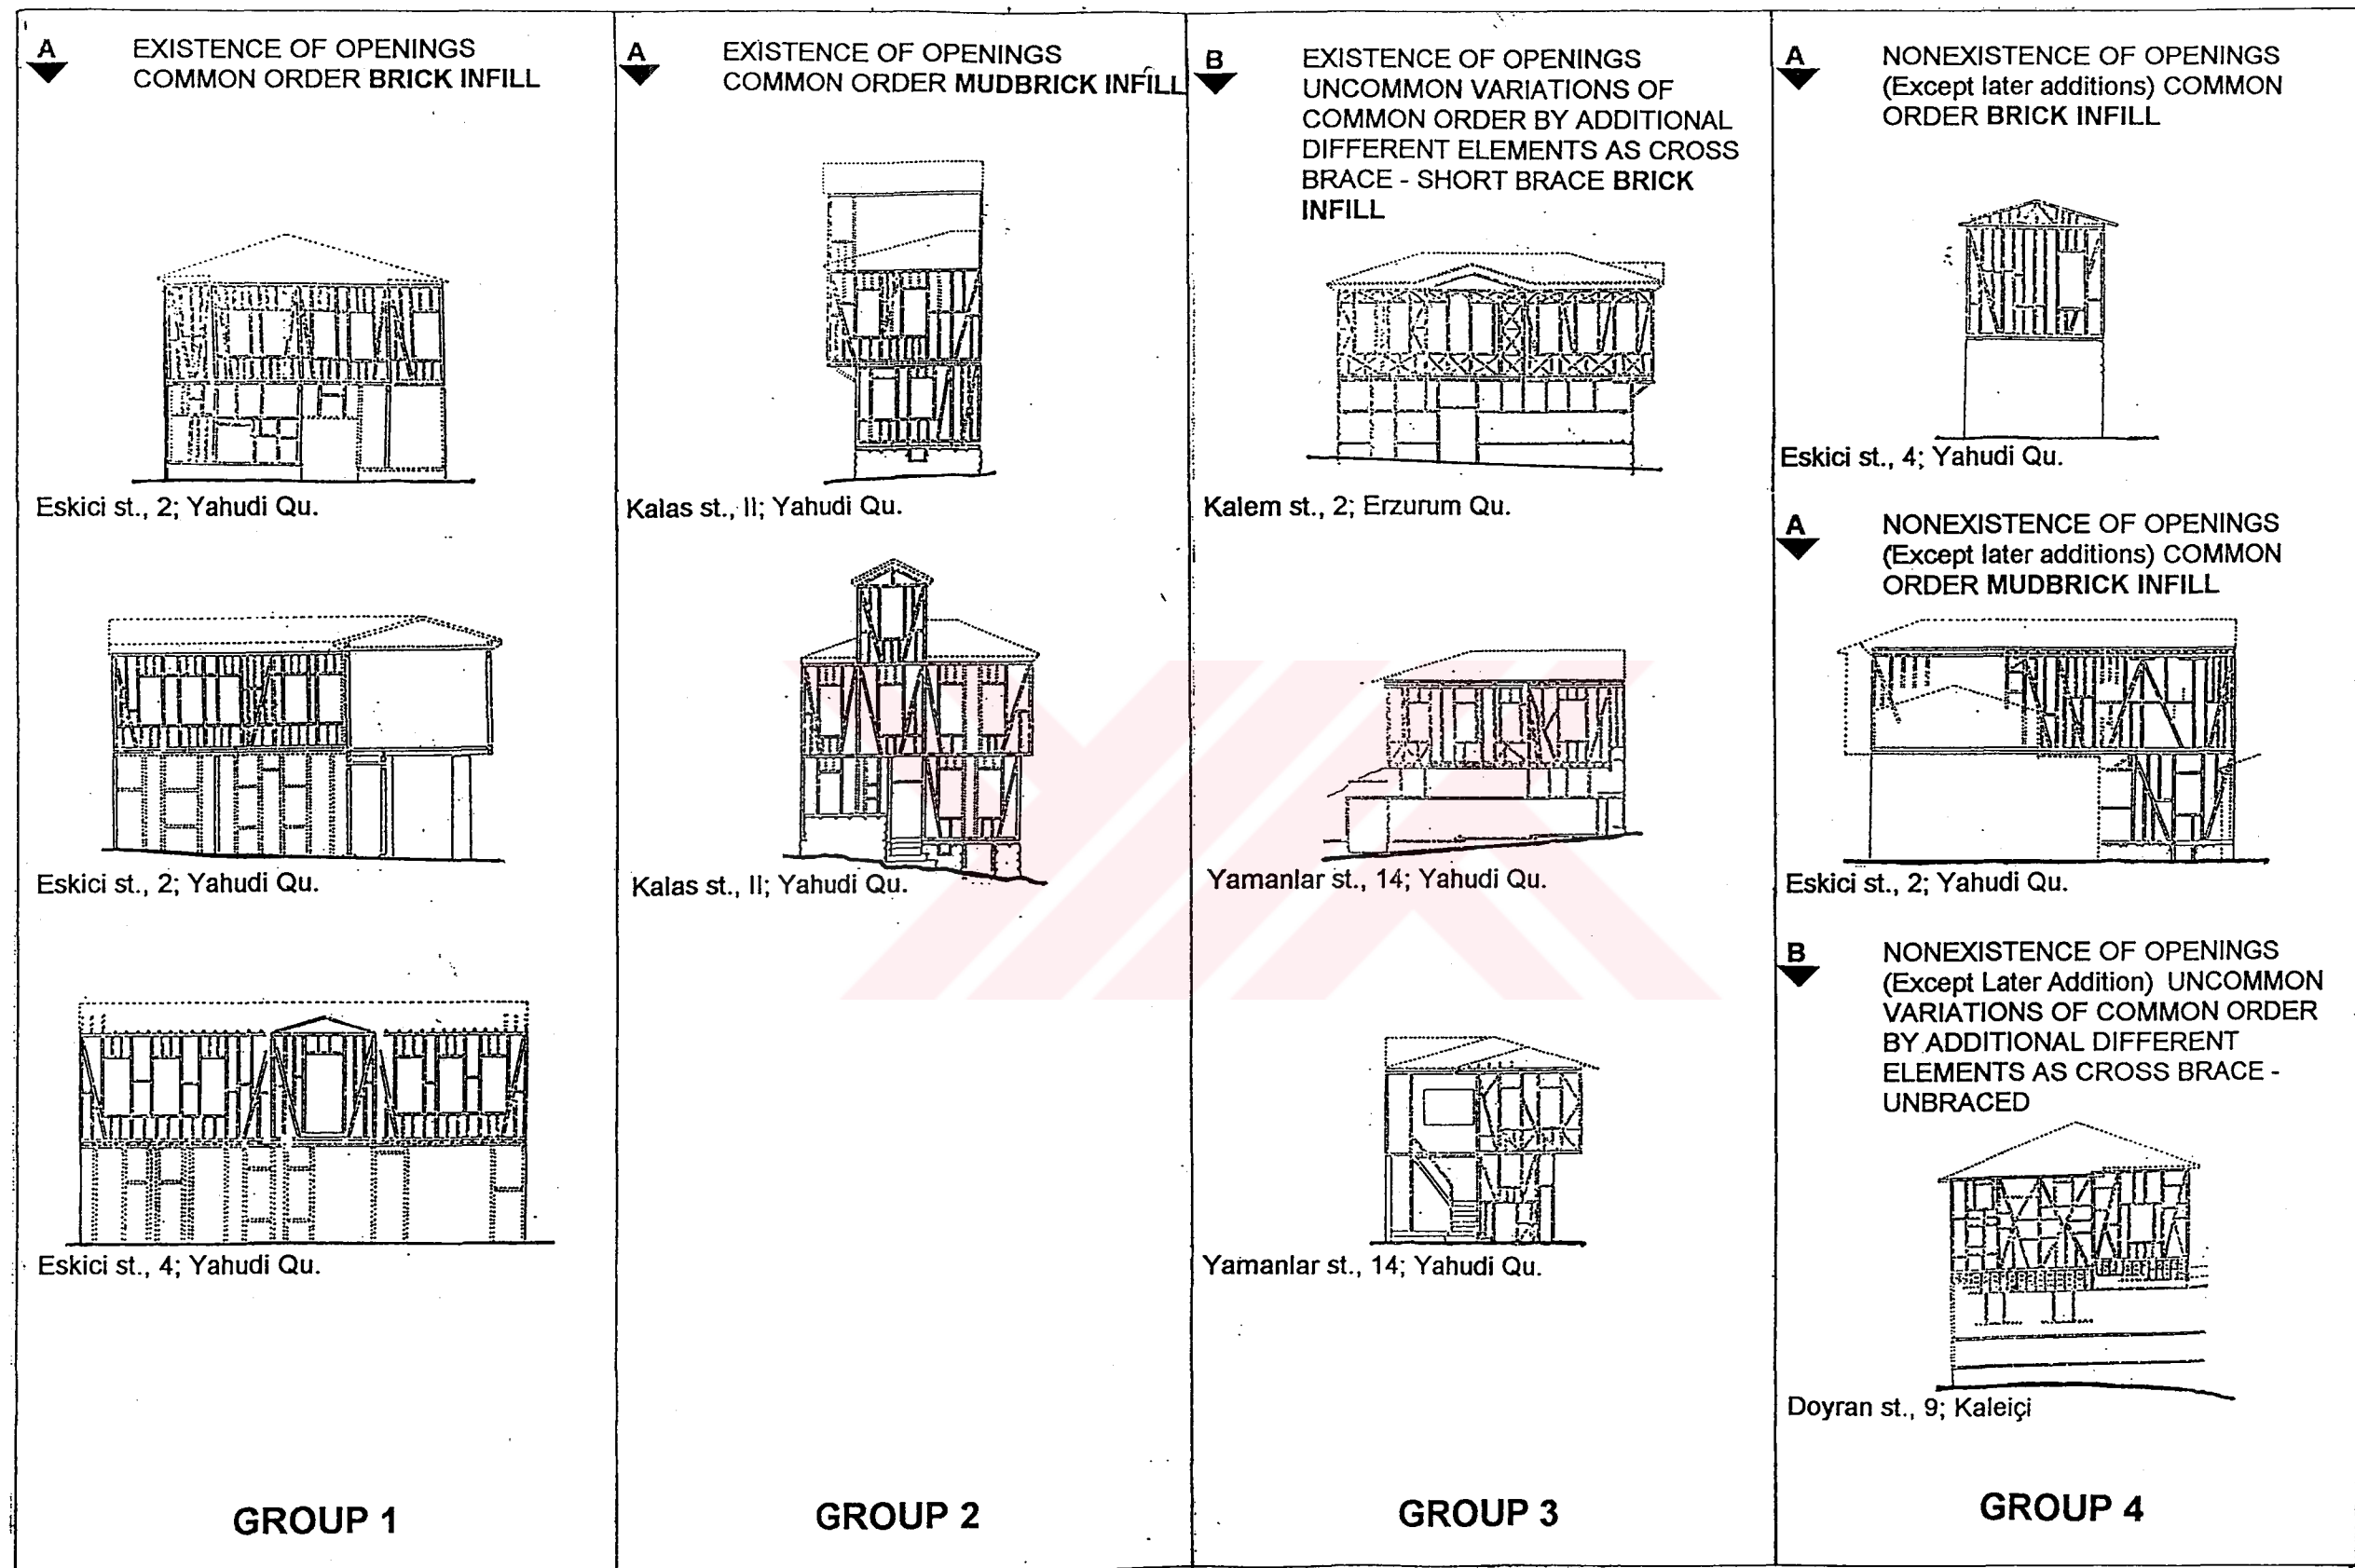 A
EXISTENCE OF OPENINGS
COMMON ORDER BRICK INFILL
Eskici st., 2; Yahudi Qu.
Eskici st., 2; Yahudi Qu.
Eskici st., 4; Yahudi Qu.
GROUP 1
A
EXISTENCE OF OPENINGS
COMMON ORDER MUDBRICK INFILL
Kalas st., II; Yahudi Qu.
Kalas st., II; Yahudi Qu.
GROUP 2
B
EXISTENCE OF OPENINGS
UNCOMMON VARIATIONS OF
COMMON ORDER BY ADDITIONAL
DIFFERENT ELEMENTS AS CROSS
BRACE - SHORT BRACE BRICK
INFILL
Kalem st., 2; Erzurum Qu.
Yamanlar st., 14; Yahudi Qu.
Yamanlar st., 14; Yahudi Qu.
GROUP 3
A
NONEXISTENCE OF OPENINGS
(Except later additions) COMMON
ORDER BRICK INFILL
Eskici st., 4; Yahudi Qu.
A
NONEXISTENCE OF OPENINGS
(Except later additions) COMMON
ORDER MUDBRICK INFILL
Eskici st., 2; Yahudi Qu.
B
NONEXISTENCE OF OPENINGS
(Except Later Addition) UNCOMMON
VARIATIONS OF COMMON ORDER
BY ADDITIONAL DIFFERENT
ELEMENTS AS CROSS BRACE -
UNBRACED
Doyran st., 9; Kaleiçi
GROUP 4